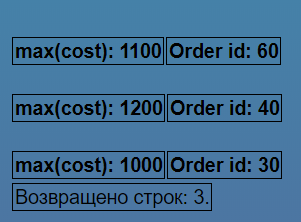 max(cost): 1100 Order id: 60
max(cost): 1200 Order id: 40
max(cost): 1000 Order id: 30
Возвращено строк: 3.